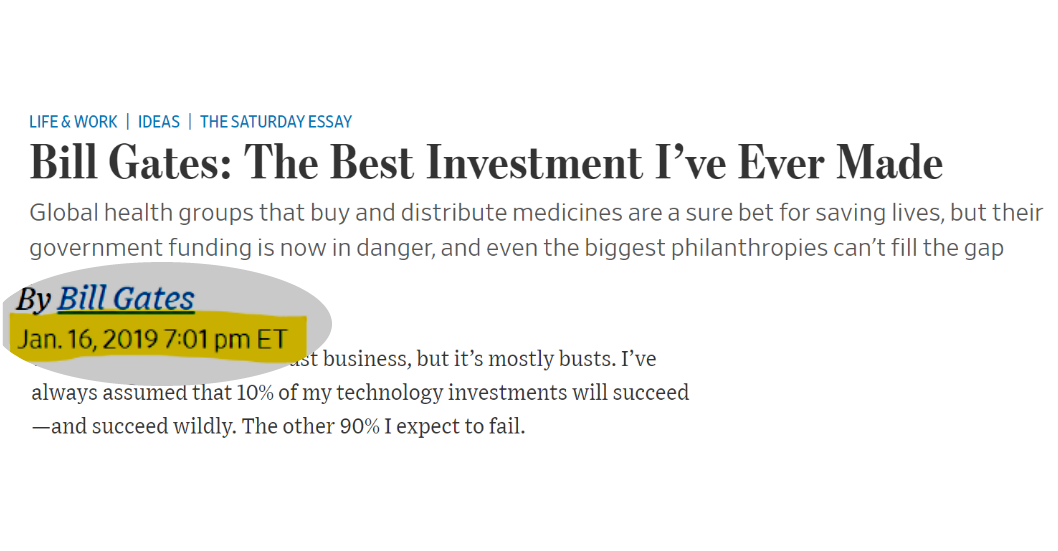 LIFE & WORK | IDEAS | THE SATURDAY ESSAY
Bill Gates: The Best Investment I’ve Ever Made
Global health groups that buy and distribute medicines are a sure bet for saving lives, but their
government funding is now in danger, and even the biggest philanthropies can’t fill the gap
By Bill Gates
Jan. 16, 2019 7:01 pm ET
business, but it’s mostly busts. I’ve
always assumed that 10% of my technology investments will succeed
—and succeed wildly. The other 90% I expect to fail.